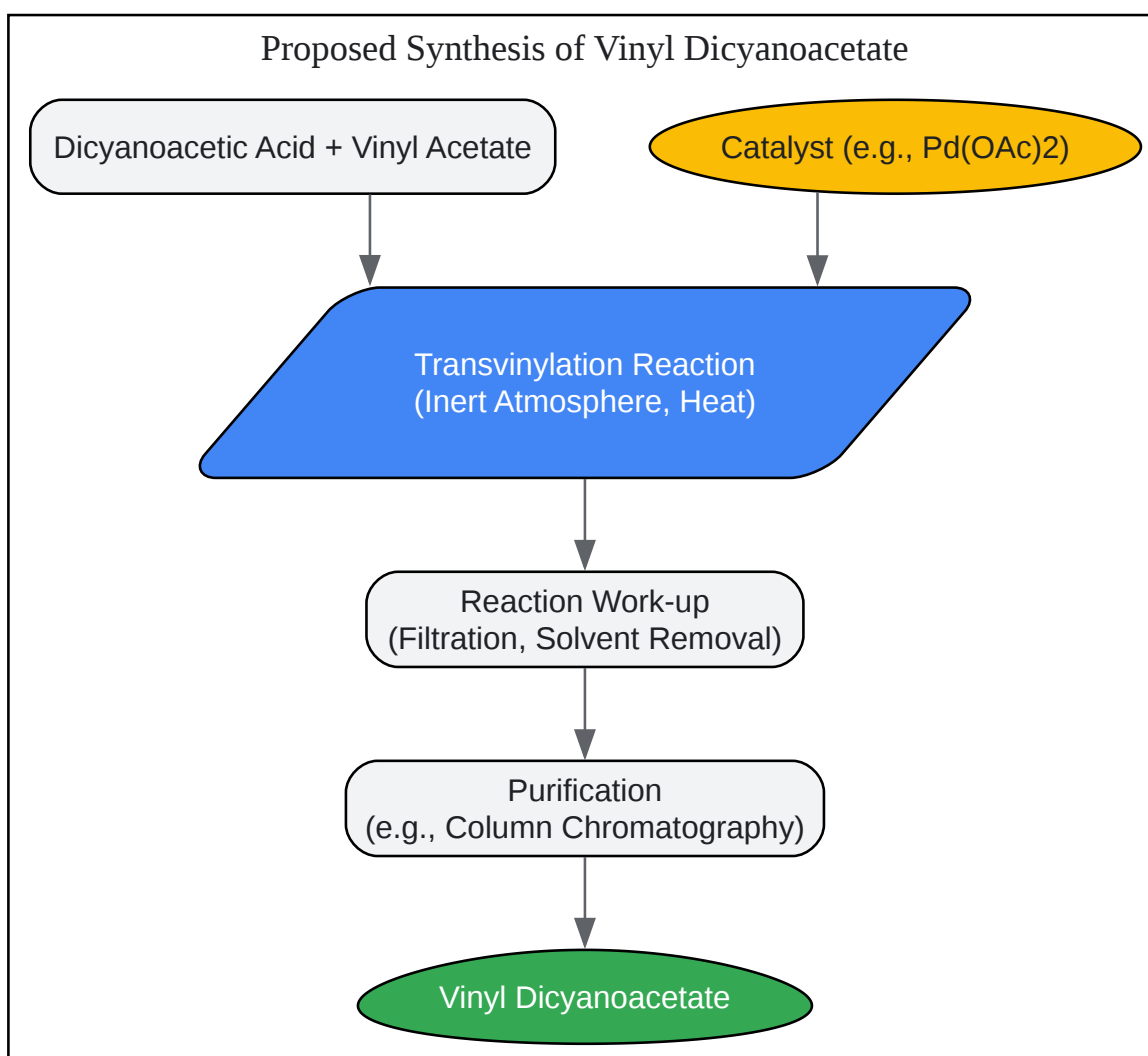 Proposed Synthesis of Vinyl Dicyanoacetate
Dicyanoacetic Acid + Vinyl Acetate
Catalyst (e.g., Pd(OAc)2)
Transvinylation Reaction
(Inert Atmosphere, Heat)
Reaction Work-up
(Filtration, Solvent Removal)
Purification
(e.g., Column Chromatography)
Vinyl Dicyanoacetate